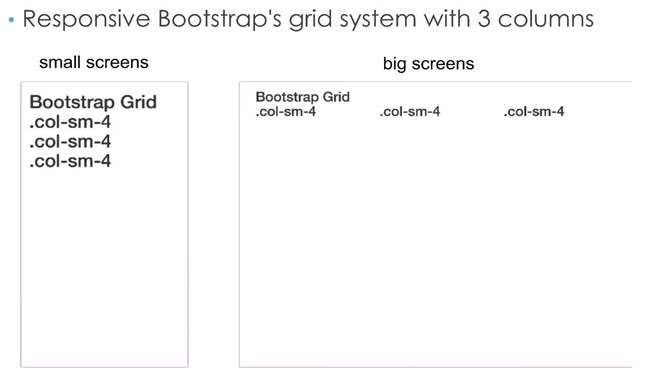 • Responsive Bootstrap's grid system with 3 columns
small screens
Bootstrap Grid
.col-sm-4
.col-sm-4
.col-sm-4
big screens
Bootstrap Grid
.col-sm-4 .col-sm-4 .col-sm-4